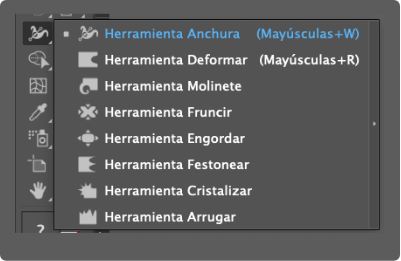 Herramienta Anchura (Mayúsculas+W)
Herramienta Deformar (Mayúsculas+R)
Herramienta Molinete
Herramienta Fruncir
Herramienta Engordar
Herramienta Festonear
Herramienta Cristalizar
Herramienta Arrugar
?